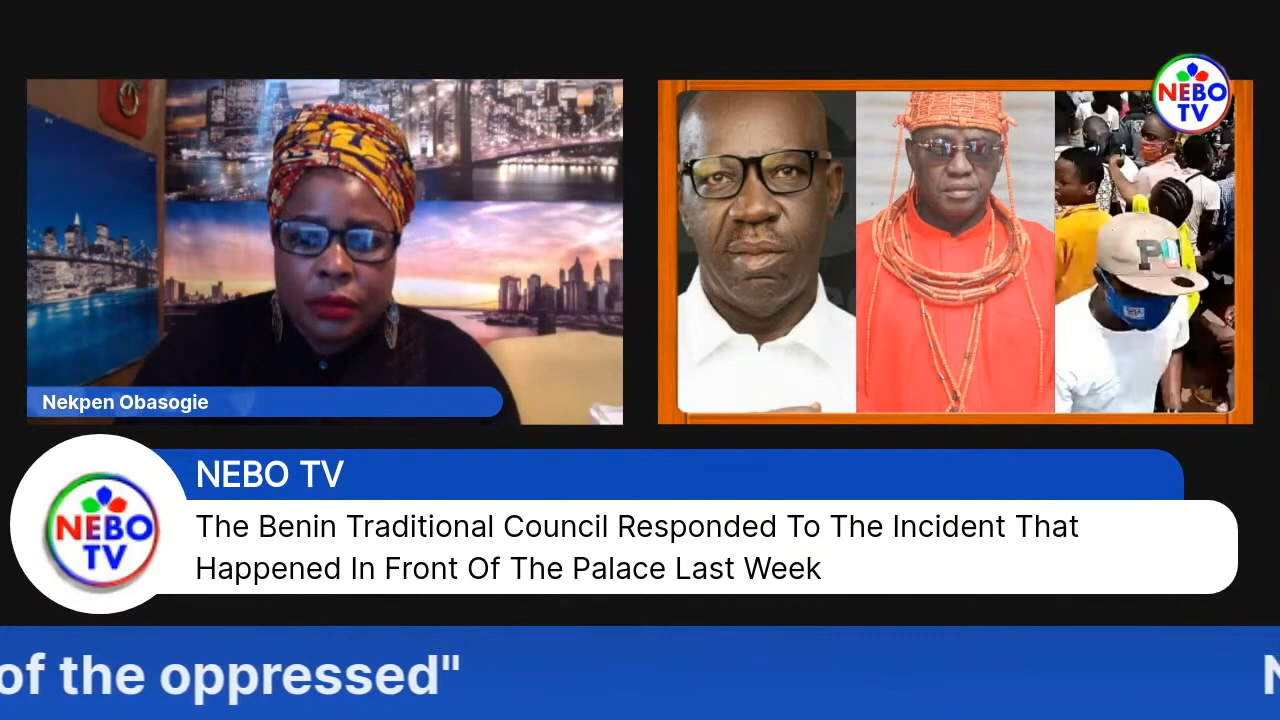 NEBO
TV
Nekpen Obasogie
NEBO TV
NEBO
TV
The Benin Traditional Council Responded To The Incident That
Happened In Front Of The Palace Last Week
of the oppressed" N